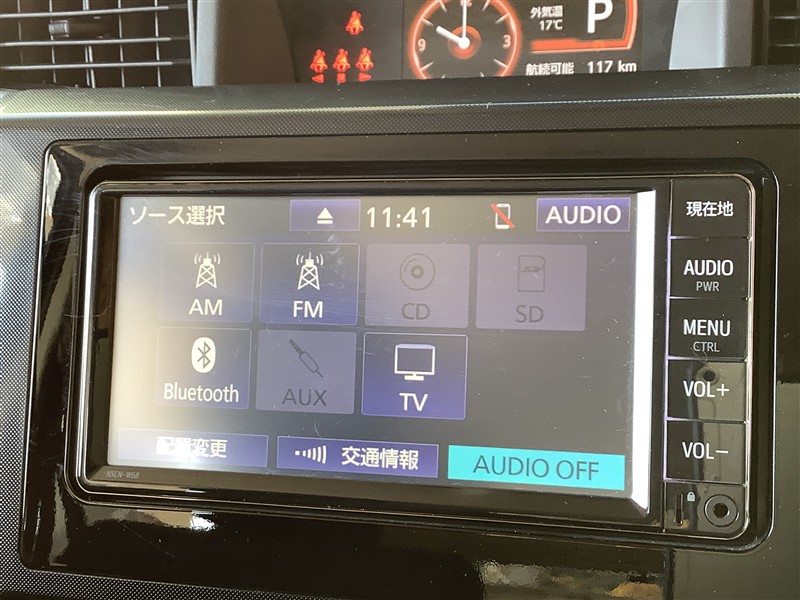 外気温
17℃
P
9
3
航続可能 117 km
ソース選択
11:41
AUDIO
現在地
AM
FM
CD
SD
AUDIO
PWR
MENU
CTRL
Bluetooth
AUX
TV
VOL+
配置変更
交通情報
AUDIO OFF
VOL-
NSCN-W68